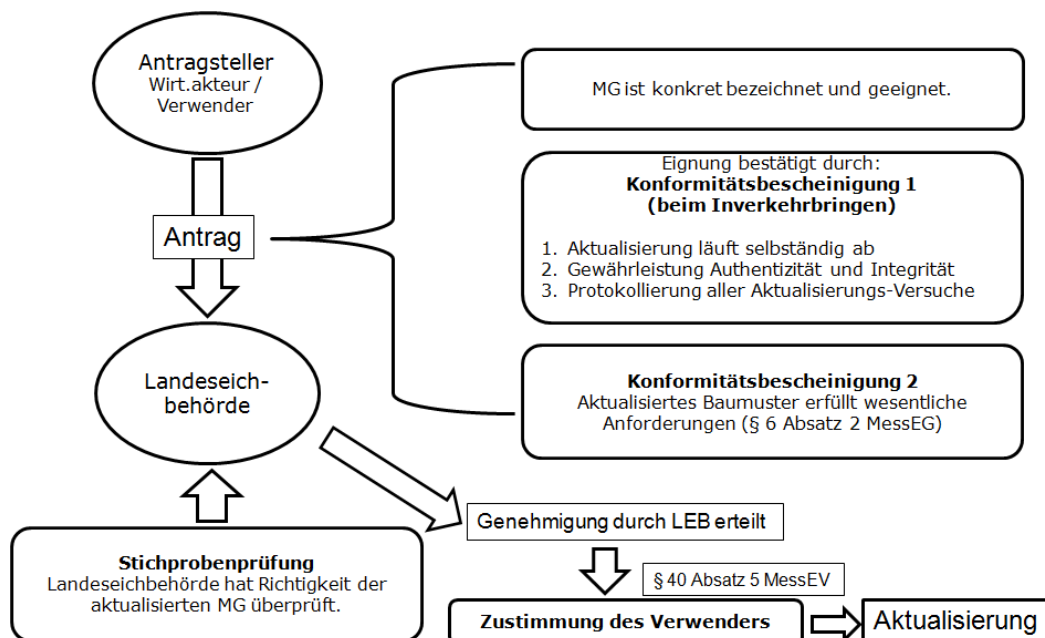 Antragsteller
Wirt.akteur /
Verwender
Antrag
Landeseich-
behörde
MG ist konkret bezeichnet und geeignet.
Eignung bestätigt durch:
Konformitätsbescheinigung 1
(beim Inverkehrbringen)
1. Aktualisierung läuft selbständig ab
2. Gewährleistung Authentizität und Integrität
3. Protokollierung aller Aktualisierungs-Versuche
Konformitätsbescheinigung 2
Aktualisiertes Baumuster erfüllt wesentliche
Anforderungen (§ 6 Absatz 2 MessEG)
Stichprobenprüfung
Landeseichbehörde hat Richtigkeit der
aktualisierten MG überprüft.
Genehmigung durch LEB erteilt
§ 40 Absatz 5 MessEV
Zustimmung des Verwenders
Aktualisierung